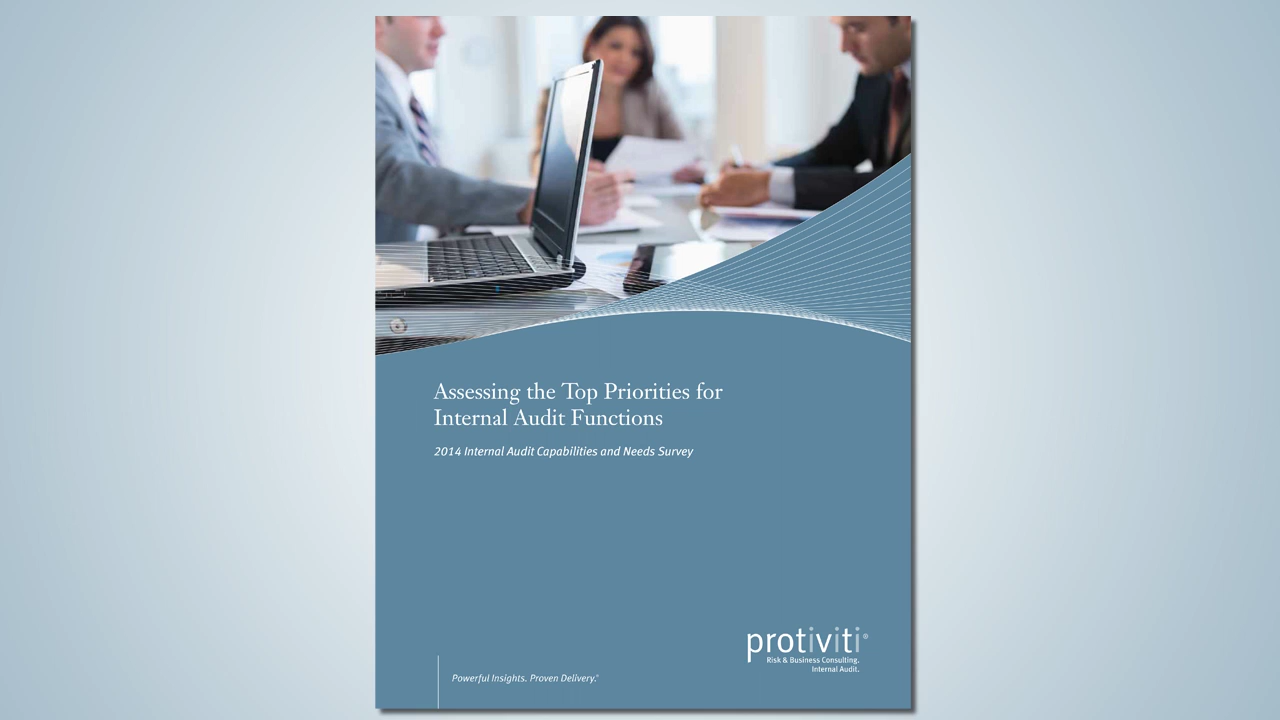 Assessing the Top Priorities for
Internal Audit Functions
2014 Internal Audit Capabilities and Needs Survey
protiviti®
Risk & Business Consulting.
Internal Audit.
Powerful Insights. Proven Delivery.®